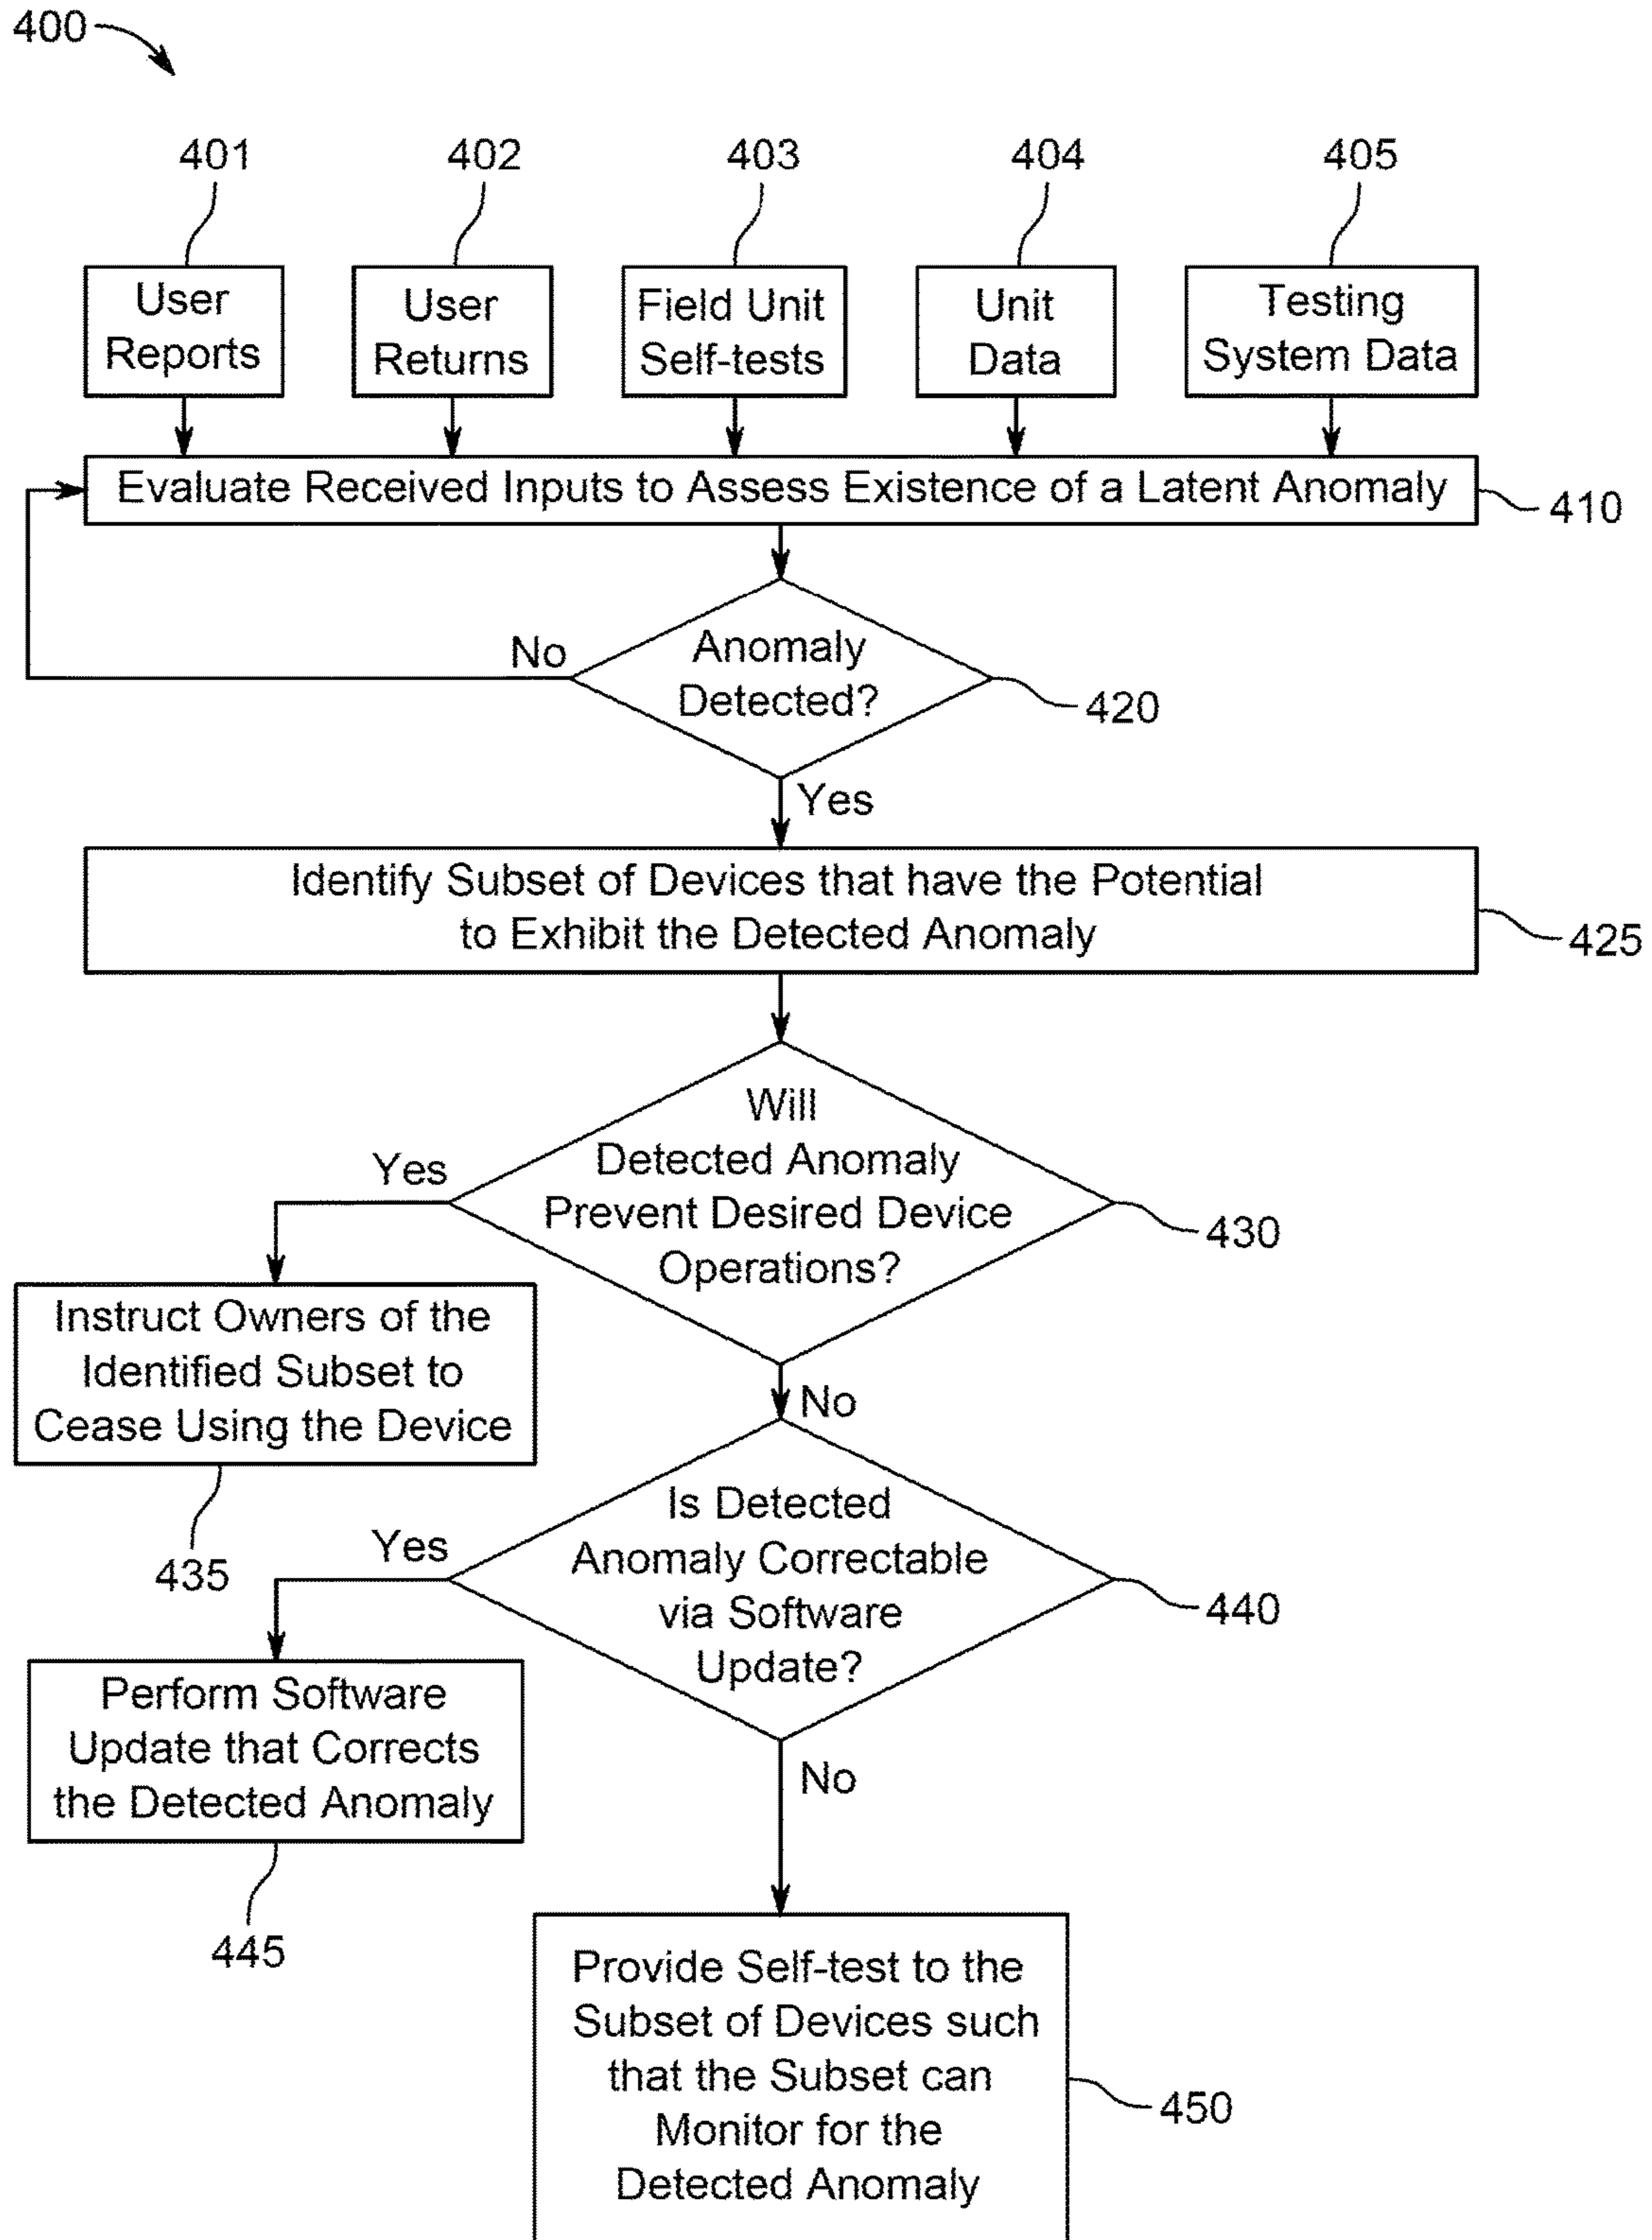 400
401
402
403
404
405
User
Reports
User
Returns
Field Unit
Self-tests
Unit
Data
Testing
System Data
Evaluate Received Inputs to Assess Existence of a Latent Anomaly
410
No
Anomaly
Detected?
420
Yes
Identify Subset of Devices that have the Potential
to Exhibit the Detected Anomaly
425
Will
Detected Anomaly
Prevent Desired Device
Operations?
Yes
430
Instruct Owners of the
Identified Subset to
Cease Using the Device
435
No
Is Detected
Anomaly Correctable
via Software
Update?
Yes
440
Perform Software
Update that Corrects
the Detected Anomaly
445
No
Provide Self-test to the
Subset of Devices such
that the Subset can
Monitor for the
Detected Anomaly
450